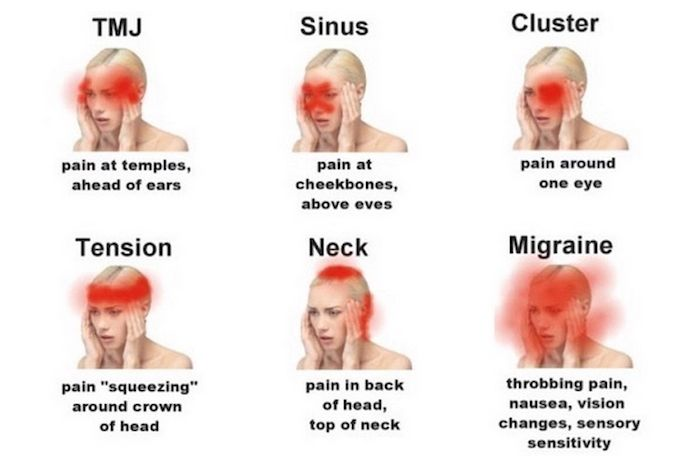 TMJ
pain at temples,
ahead of ears
Sinus
pain at
cheekbones,
above eves
Cluster
pain around
one eye
Tension
pain "squeezing"
around crown
of head
Neck
pain in back
of head,
top of neck
Migraine
throbbing pain,
nausea, vision
changes, sensory
sensitivity